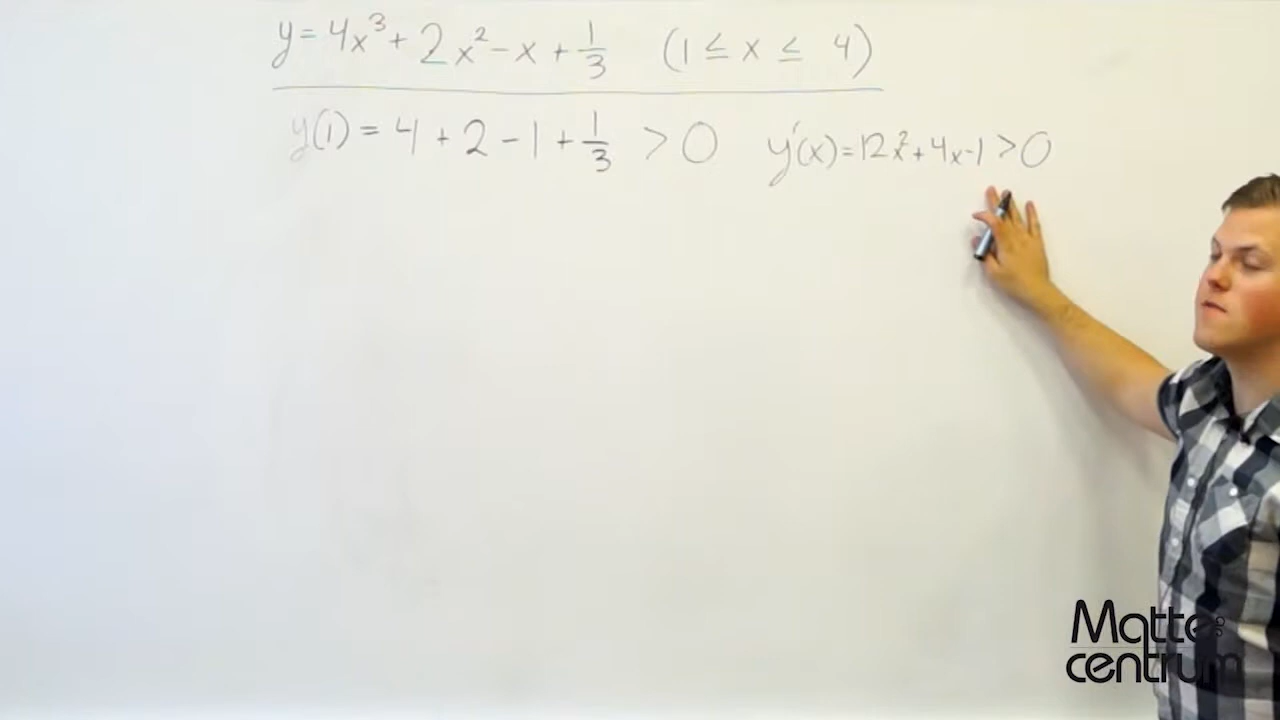 y = 4x³ + 2x² - x + 1/3 (1 ≤ x ≤ 4)
y(1) = 4 + 2 - 1 + 1/3 > 0 y'(x) = 12x² + 4x - 1 > 0
Matte
centrum